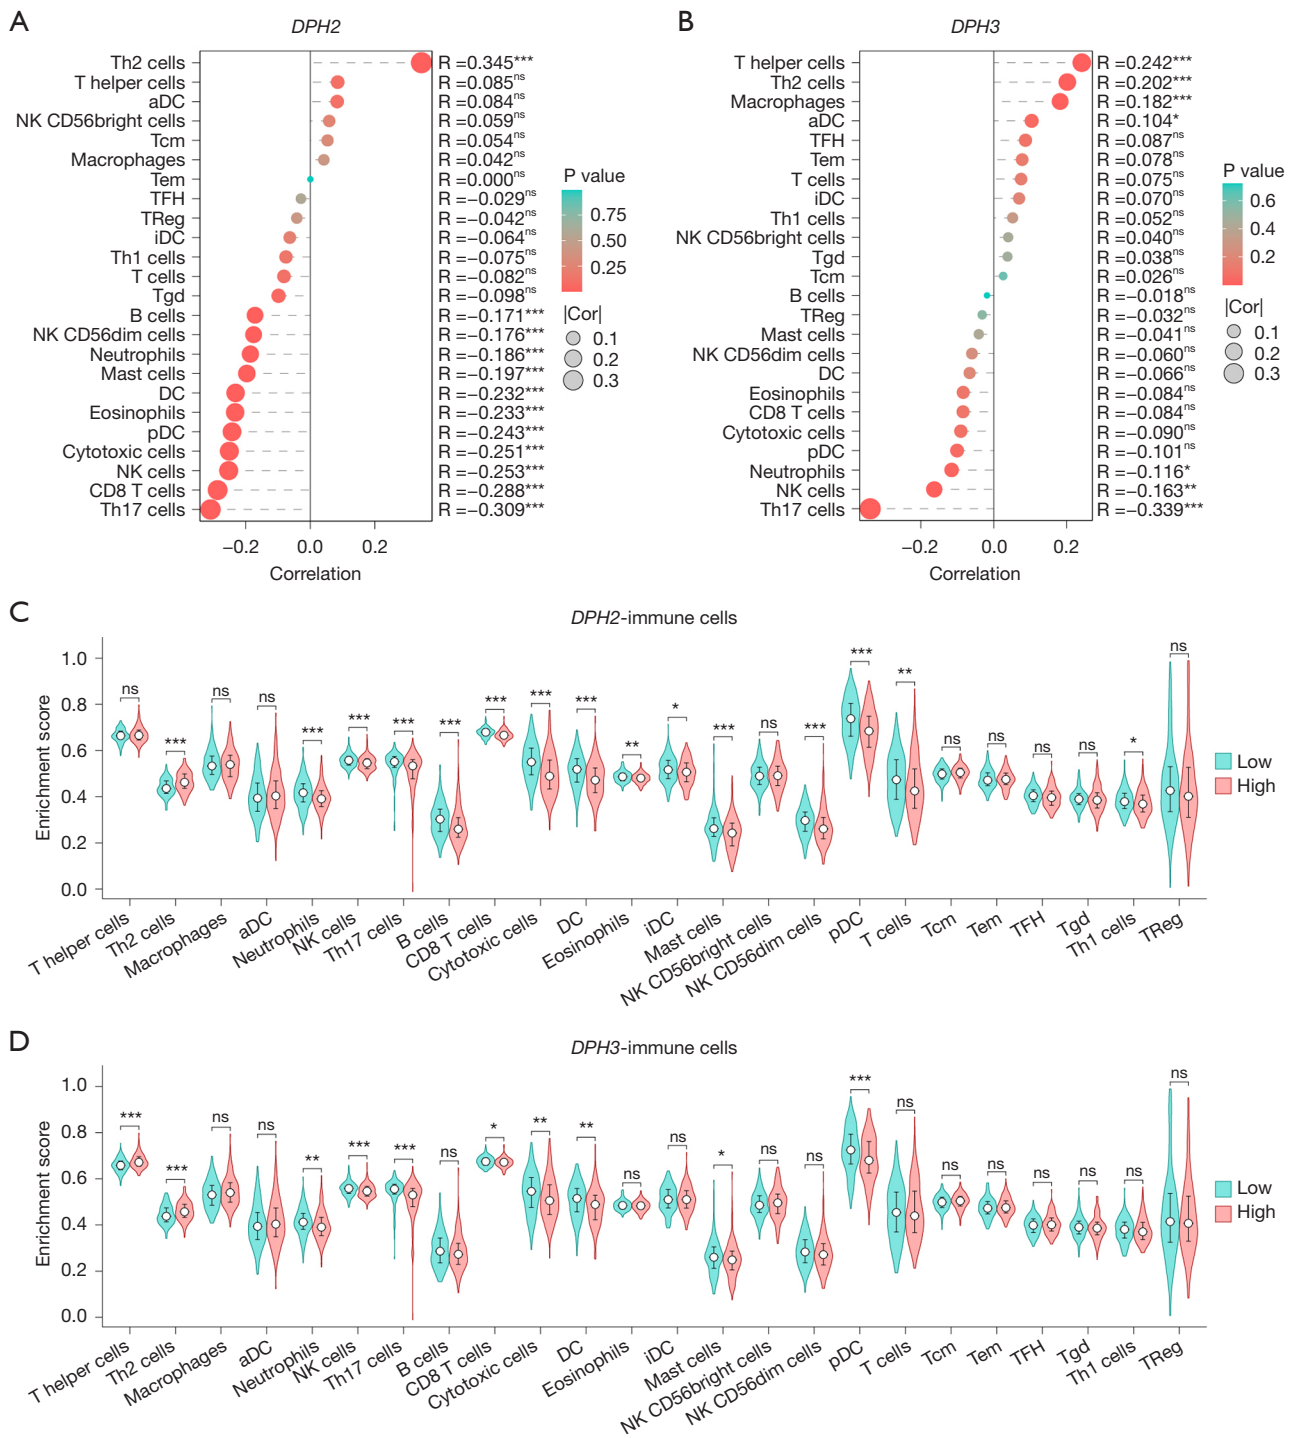 A
DPH2
Th2 cells R =0.345***
T helper cells R =0.085ns
aDC R =0.084ns
NK CD56bright cells R =0.059ns
Tcm R =0.054ns
Macrophages R =0.042ns
Tem R =0.000ns
TFH R =−0.029ns
TReg R =−0.042ns
iDC R =−0.064ns
Th1 cells R =−0.075ns
T cells R =−0.082ns
Tgd R =−0.098ns
B cells R =−0.171***
NK CD56dim cells R =−0.176***
Neutrophils R =−0.186***
Mast cells R =−0.197***
DC R =−0.232***
Eosinophils R =−0.233***
pDC R =−0.243***
Cytotoxic cells R =−0.251***
NK cells R =−0.253***
CD8 T cells R =−0.288***
Th17 cells R =−0.309***
−0.2 0.0 0.2
Correlation
P value
0.75
0.50
0.25
|Cor|
0.1
0.2
0.3
B
DPH3
T helper cells R =0.242***
Th2 cells R =0.202***
Macrophages R =0.182***
aDC R =0.104*
TFH R =0.087ns
Tem R =0.078ns
T cells R =0.075ns
iDC R =0.070ns
Th1 cells R =0.052ns
NK CD56bright cells R =0.040ns
Tgd R =0.038ns
Tcm R =0.026ns
B cells R =−0.018ns
TReg R =−0.032ns
Mast cells R =−0.041ns
NK CD56dim cells R =−0.060ns
DC R =−0.066ns
Eosinophils R =−0.084ns
CD8 T cells R =−0.084ns
Cytotoxic cells R =−0.090ns
pDC R =−0.101ns
Neutrophils R =−0.116*
NK cells R =−0.163**
Th17 cells R =−0.339***
−0.2 0.0 0.2
Correlation
P value
0.6
0.4
0.2
|Cor|
0.1
0.2
0.3
C
DPH2-immune cells
Enrichment score
1.0
0.8
0.6
0.4
0.2
0.0
ns *** ns ns *** *** *** *** *** *** *** ** * *** ns *** *** ** ns ns ns ns * ns
T helper cells
Th2 cells
Macrophages
aDC
Neutrophils
NK cells
Th17 cells
B cells
CD8 T cells
Cytotoxic cells
DC
Eosinophils
iDC
Mast cells
NK CD56bright cells
NK CD56dim cells
pDC
T cells
Tcm
Tem
TFH
Tgd
Th1 cells
TReg
Low
High
D
DPH3-immune cells
Enrichment score
1.0
0.8
0.6
0.4
0.2
0.0
*** *** ns ns ** *** *** ns * ** ** ns ns * ns ns *** ns ns ns ns ns ns ns
T helper cells
Th2 cells
Macrophages
aDC
Neutrophils
NK cells
Th17 cells
B cells
CD8 T cells
Cytotoxic cells
DC
Eosinophils
iDC
Mast cells
NK CD56bright cells
NK CD56dim cells
pDC
T cells
Tcm
Tem
TFH
Tgd
Th1 cells
TReg
Low
High